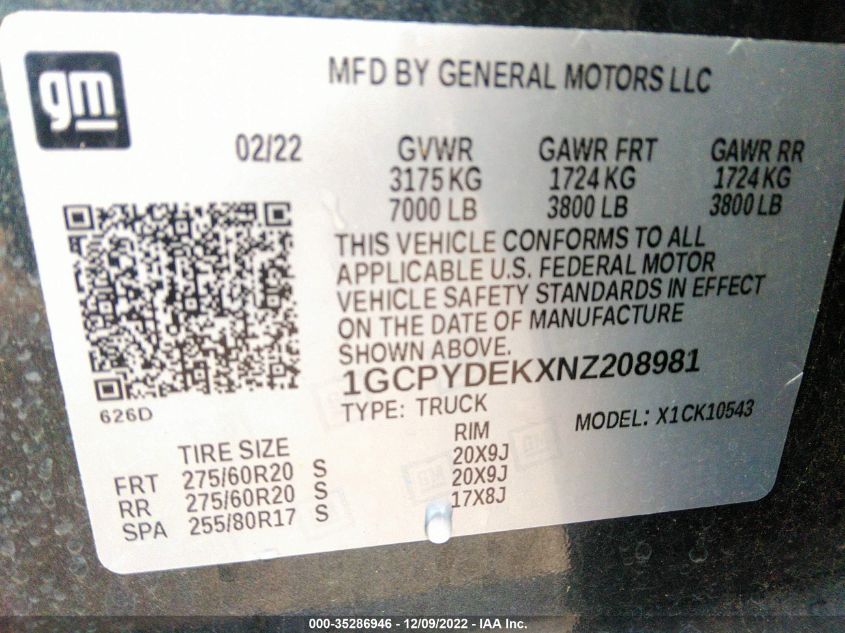 gm
MFD BY GENERAL MOTORS LLC
02/22 GVWR GAWR FRT GAWR RR
3175 KG 1724 KG 1724 KG
7000 LB 3800 LB 3800 LB
THIS VEHICLE CONFORMS TO ALL
APPLICABLE U.S. FEDERAL MOTOR
VEHICLE SAFETY STANDARDS IN EFFECT
ON THE DATE OF MANUFACTURE
SHOWN ABOVE.
1GCPYDEKXNZ208981
626D
TYPE: TRUCK MODEL: X1CK10543
TIRE SIZE RIM
FRT 275/60R20 S 20X9J
RR 275/60R20 S 20X9J
SPA 255/80R17 S 17X8J
000-35286946 - 12/09/2022 - IAA Inc.